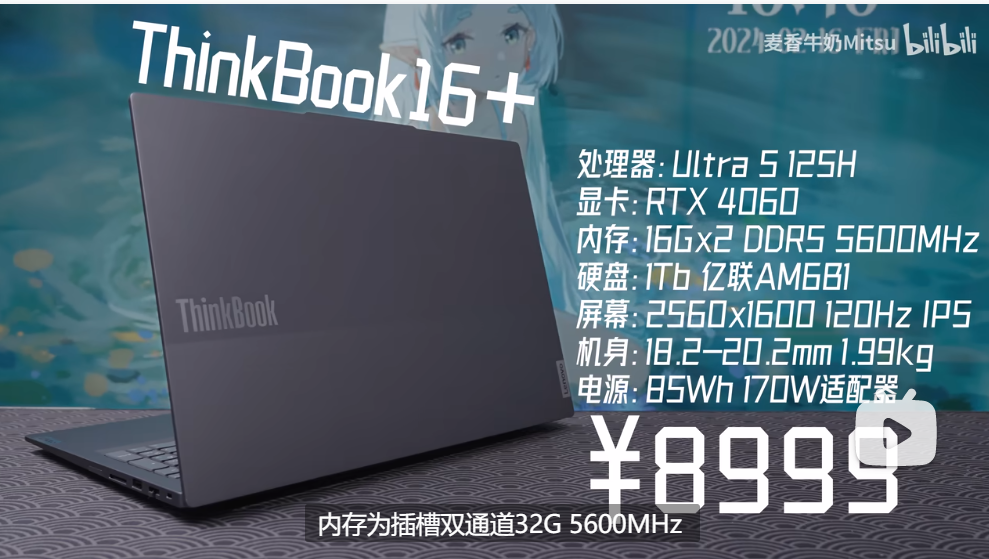 ThinkBook16+
麦香牛奶Mitsu bilibili
处理器: Ultra 5 125H
显卡: RTX 4060
内存: 16Gx2 DDR5 5600MHz
硬盘: 1Tb 亿联AM6B1
屏幕: 2560x1600 120Hz IPS
机身: 18.2-20.2mm 1.99kg
电源: 85Wh 170W适配器
¥8999
ThinkBook
内存为插槽双通道32G 5600MHz